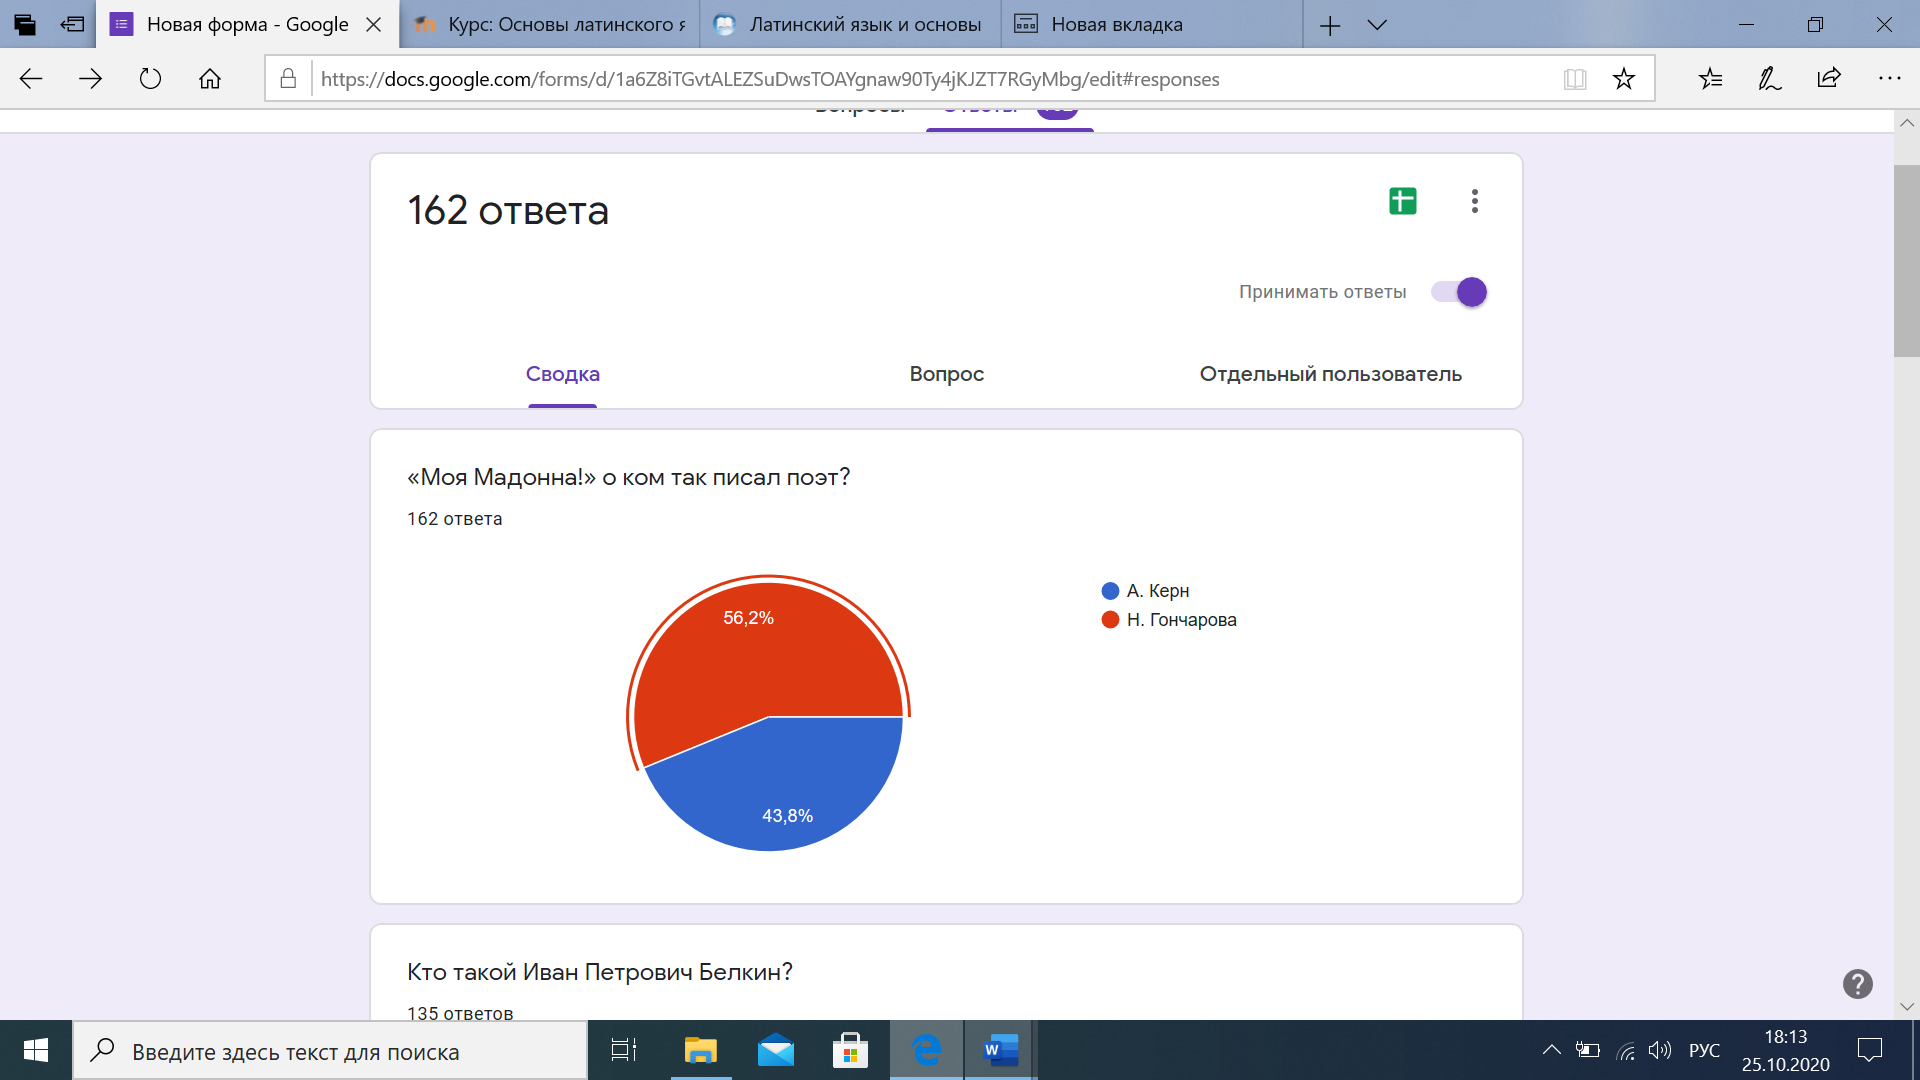 Новая форма - Google
Курс: Основы латинского я
Латинский язык и основы
Новая вкладка
https://docs.google.com/forms/d/1a6Z8iTGvtALEZSuDwsTOAYgnaw90Ty4jKJZT7RGyMbg/edit#responses
Вопросы Ответы
162 ответа
Принимать ответы
Сводка Вопрос Отдельный пользователь
«Моя Мадонна!» о ком так писал поэт?
162 ответа
А. Керн
Н. Гончарова
56,2%
43,8%
Кто такой Иван Петрович Белкин?
135 ответов
Введите здесь текст для поиска
W
РУС
18:13
25.10.2020